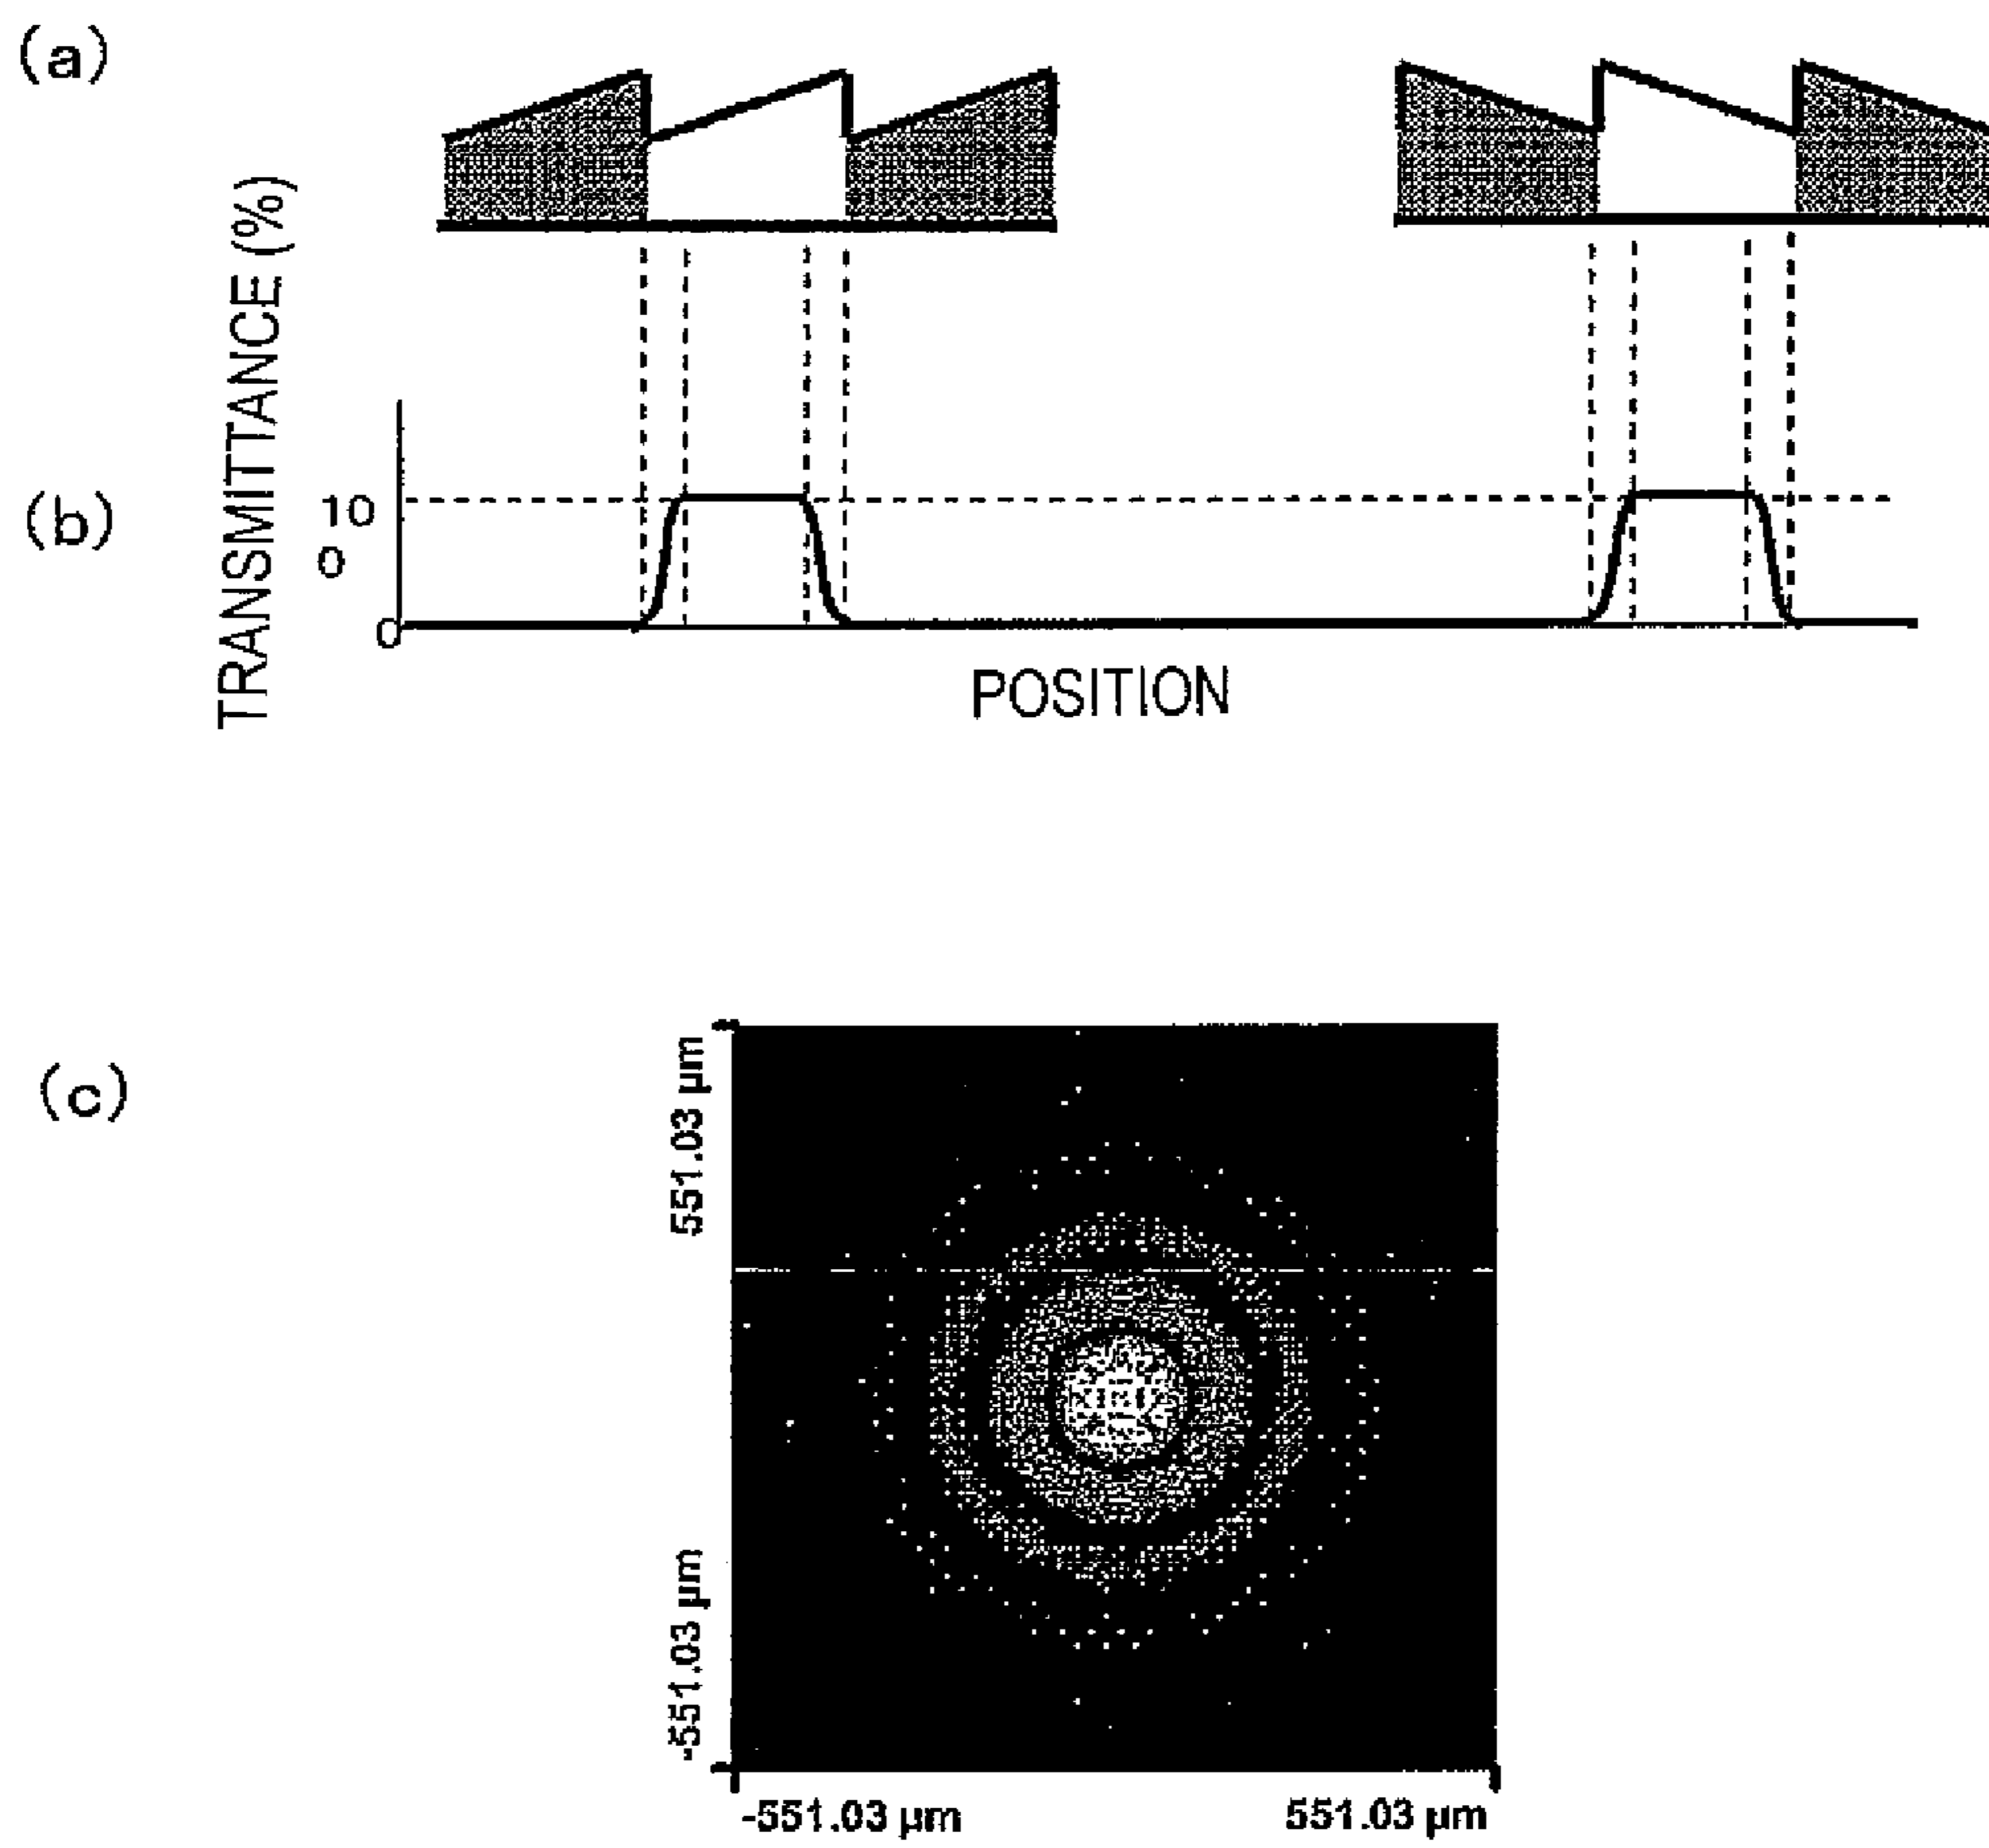 (a)
TRANSMITTANCE (%)
(b)
10
0
0
POSITION
(c)
551.03 µm
-551.03 µm
-551.03 µm
551.03 µm